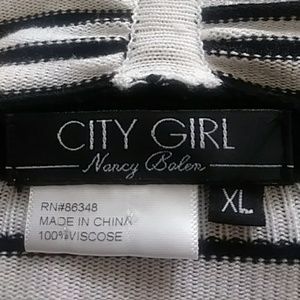 CITY GIRL
Nancy Bolen
XL
RN#86348
MADE IN CHINA
100%VISCOSE